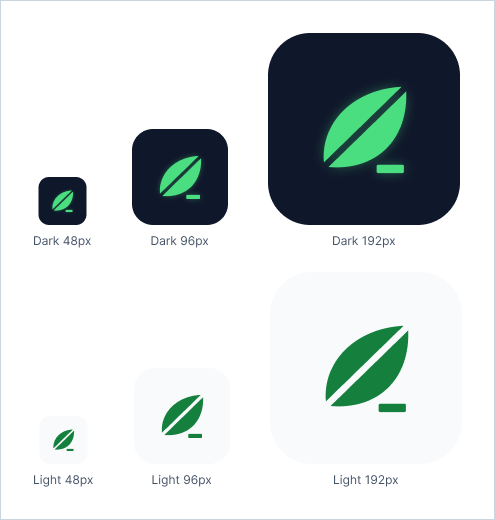 Dark 48px
Dark 96px
Dark 192px
Light 48px
Light 96px
Light 192px